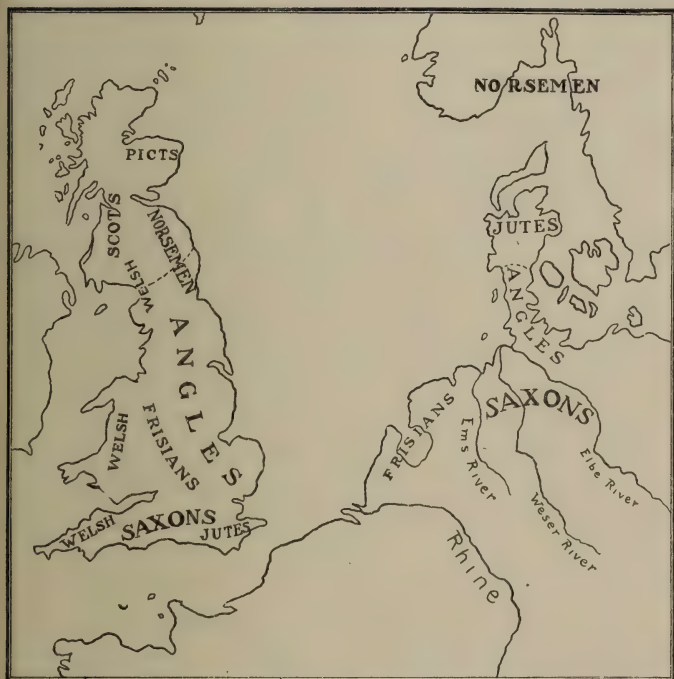 NORSEMEN
PICTS
SCOTS
NORSEMEN
WELSH
JUTES
ANGLES
ANGLES
SAXONS
FRISIANS
Ems River
Weser River
Elbe River
Rhine
WELSH
FRISIANS
WELSH
SAXONS
JUTES